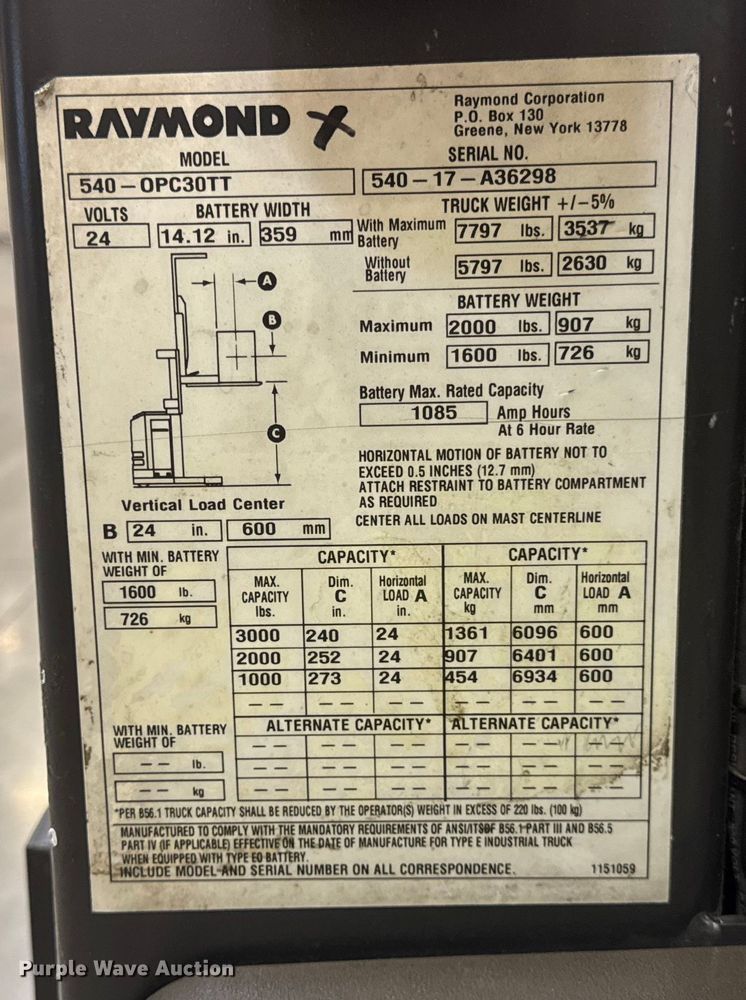 RAYMOND X
Raymond Corporation
P.O. Box 130
Greene, New York 13778
MODEL
540-OPC30TT
SERIAL NO.
540-17-A36298
VOLTS
24
BATTERY WIDTH
14.12 in. 359 mm
TRUCK WEIGHT +/-5%
With Maximum Battery 7797 lbs. 3537 kg
Without Battery 5797 lbs. 2630 kg
A
B
C
BATTERY WEIGHT
Maximum 2000 lbs. 907 kg
Minimum 1600 lbs. 726 kg
Battery Max. Rated Capacity
1085 Amp Hours
At 6 Hour Rate
HORIZONTAL MOTION OF BATTERY NOT TO
EXCEED 0.5 INCHES (12.7 mm)
ATTACH RESTRAINT TO BATTERY COMPARTMENT
AS REQUIRED
CENTER ALL LOADS ON MAST CENTERLINE
Vertical Load Center
B 24 in. 600 mm
WITH MIN. BATTERY
WEIGHT OF
1600 lb.
726 kg
CAPACITY* CAPACITY*
MAX. CAPACITY lbs. Dim. C in. Horizontal LOAD A in. MAX. CAPACITY kg Dim. C mm Horizontal LOAD A mm
3000 240 24 1361 6096 600
2000 252 24 907 6401 600
1000 273 24 454 6934 600
-- -- -- -- -- --
WITH MIN. BATTERY
WEIGHT OF
-- lb.
-- kg
ALTERNATE CAPACITY* ALTERNATE CAPACITY*
-- -- -- -- -- --
-- -- -- -- -- --
-- -- -- -- -- --
*PER B56.1 TRUCK CAPACITY SHALL BE REDUCED BY THE OPERATOR(S) WEIGHT IN EXCESS OF 220 lbs. (100 kg)
MANUFACTURED TO COMPLY WITH THE MANDATORY REQUIREMENTS OF ANSI/ITSDF B56.1-PART III AND B56.5
PART IV (IF APPLICABLE) EFFECTIVE ON THE DATE OF MANUFACTURE FOR TYPE E INDUSTRIAL TRUCK
WHEN EQUIPPED WITH TYPE EO BATTERY.
INCLUDE MODEL AND SERIAL NUMBER ON ALL CORRESPONDENCE. 1151059
Purple Wave Auction